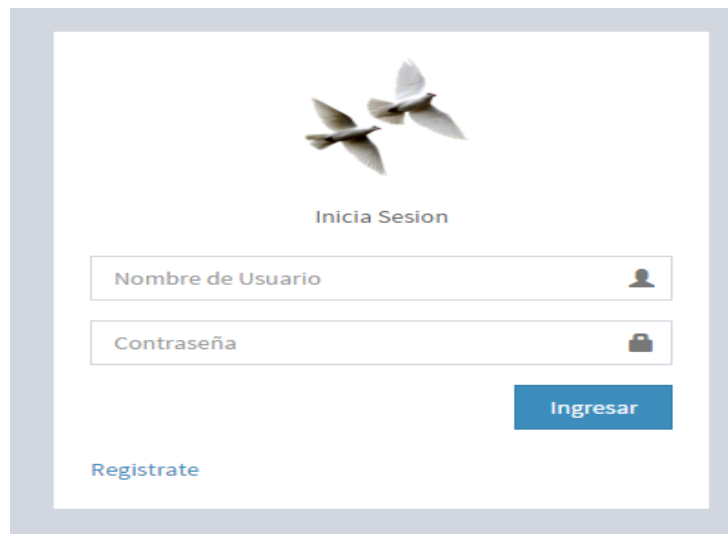 Inicia Sesion
Nombre de Usuario
Contraseña
Ingresar
Registrate